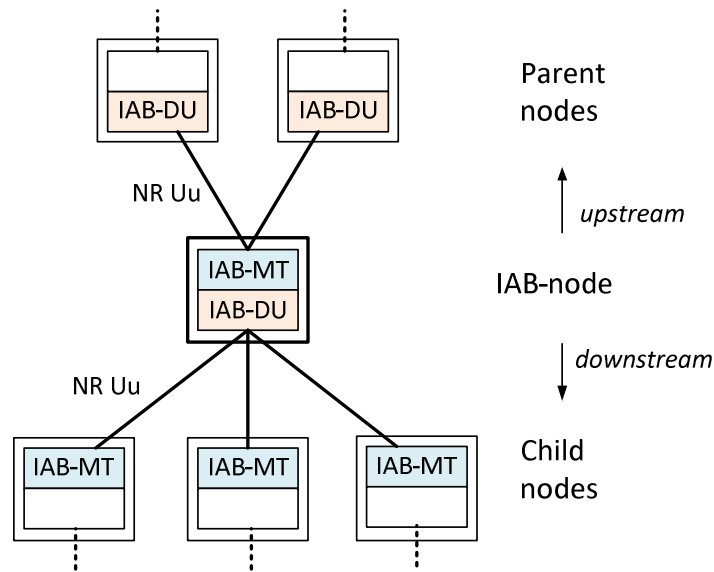 IAB-DU
IAB-DU
Parent
nodes
NR Uu
upstream
IAB-MT
IAB-DU
IAB-node
NR Uu
downstream
IAB-MT
IAB-MT
IAB-MT
Child
nodes